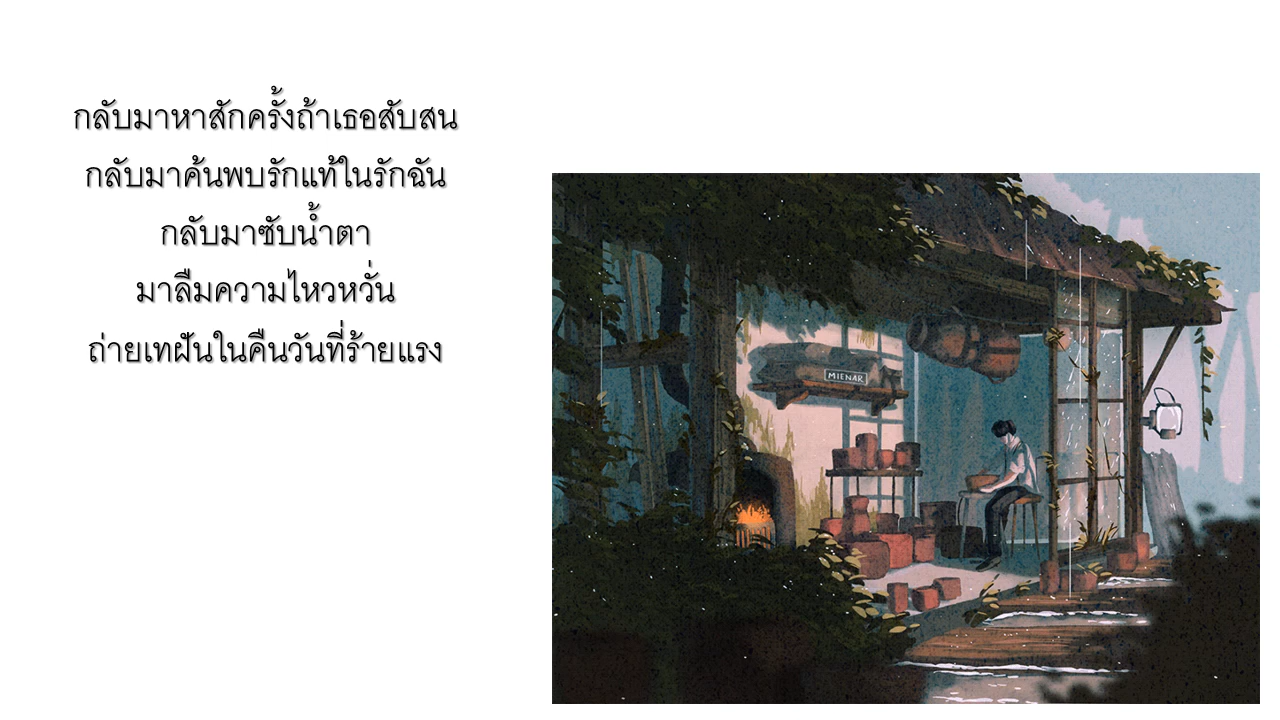 กลับมาหาสักครั้งถ้าเธอสับสน
กลับมาค้นพบรักแท้ในรักฉัน
กลับมาซับน้ำตา
มาลืมความไหวหวั่น
ถ่ายเทฝันในคืนวันที่ร้ายแรง
MIENAR